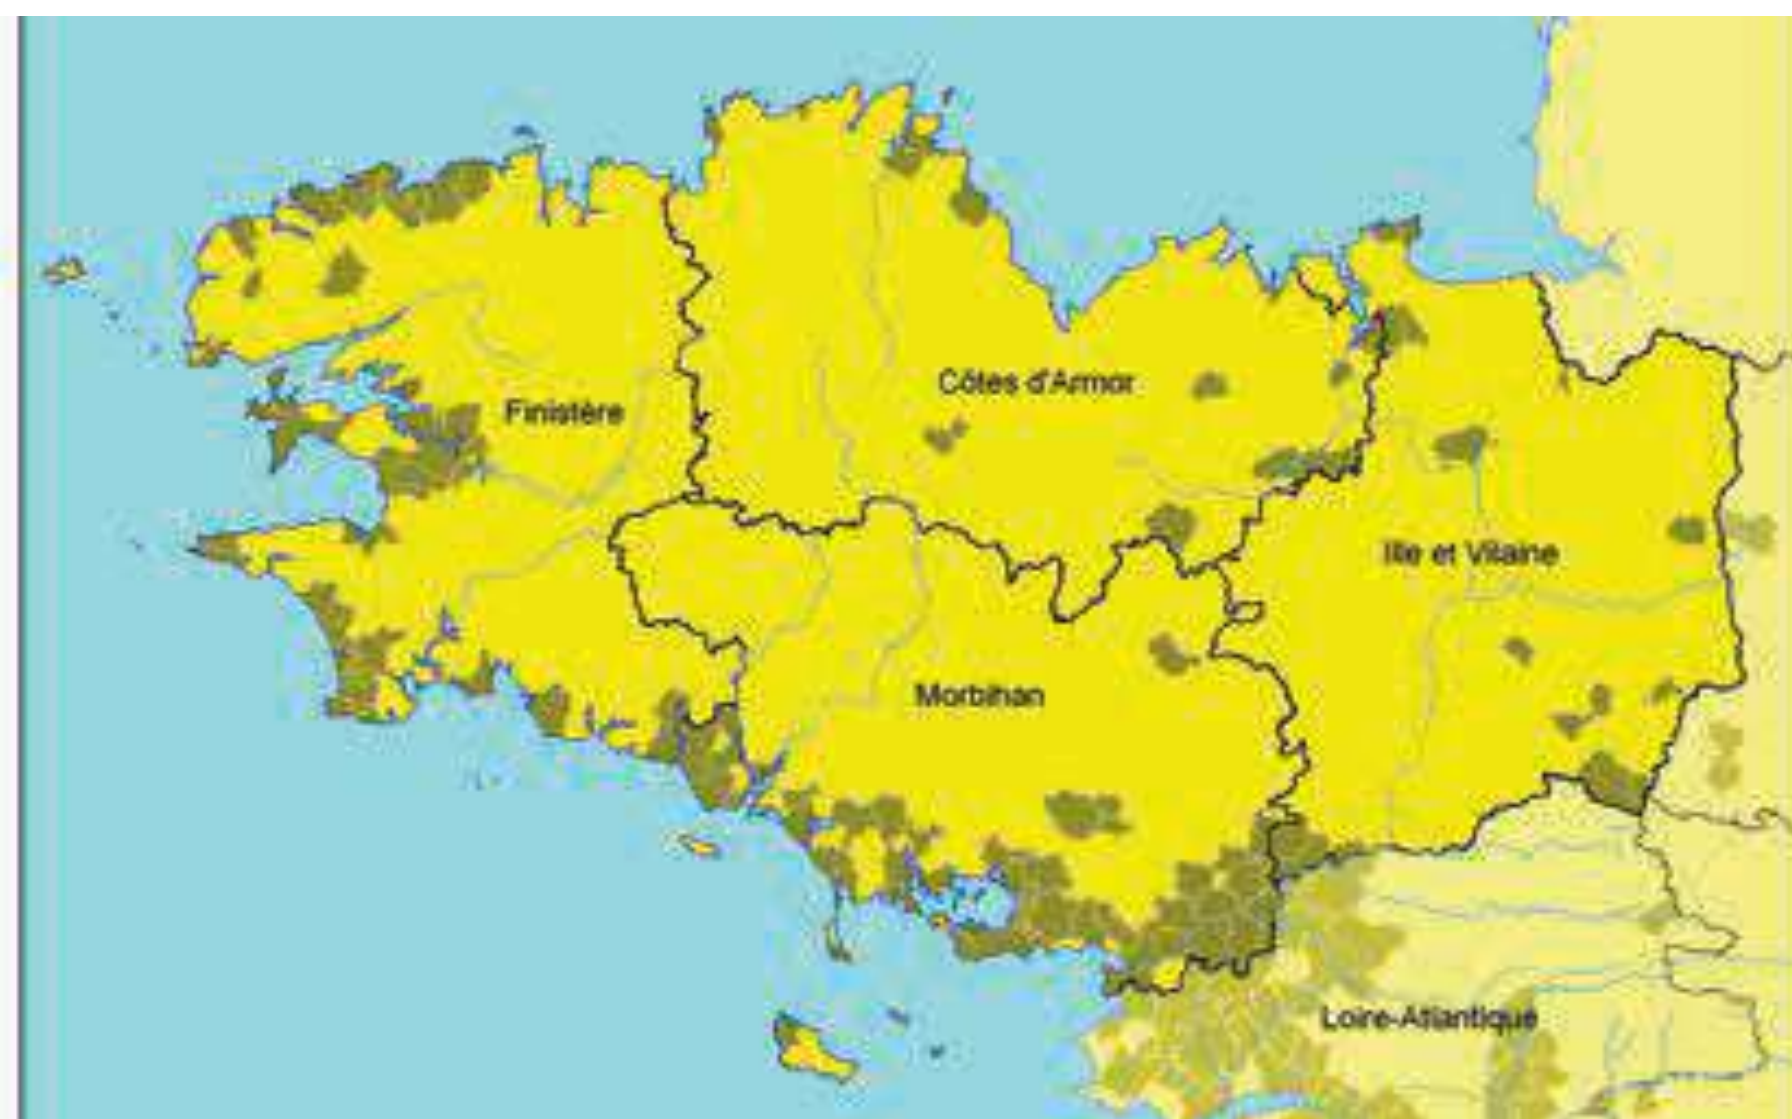 Côtes d'Armor
Finistère
Ille et Vilaine
Morbihan
Loire-Atlantique